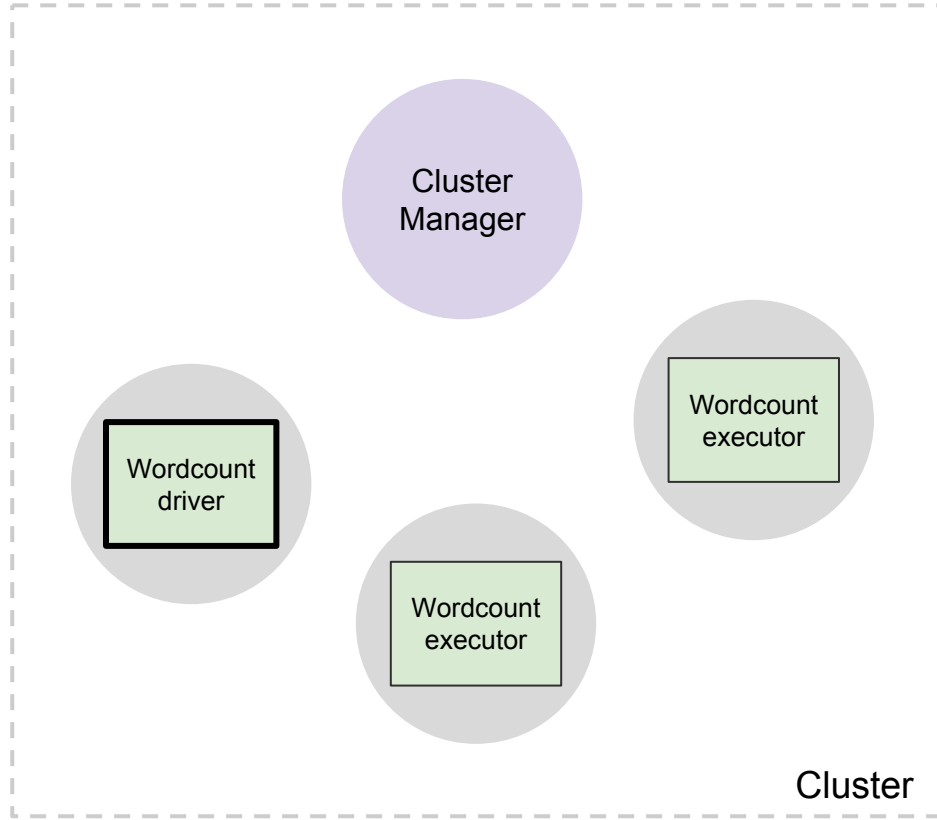 Cluster
Manager
Wordcount
executor
Wordcount
driver
Wordcount
executor
Cluster